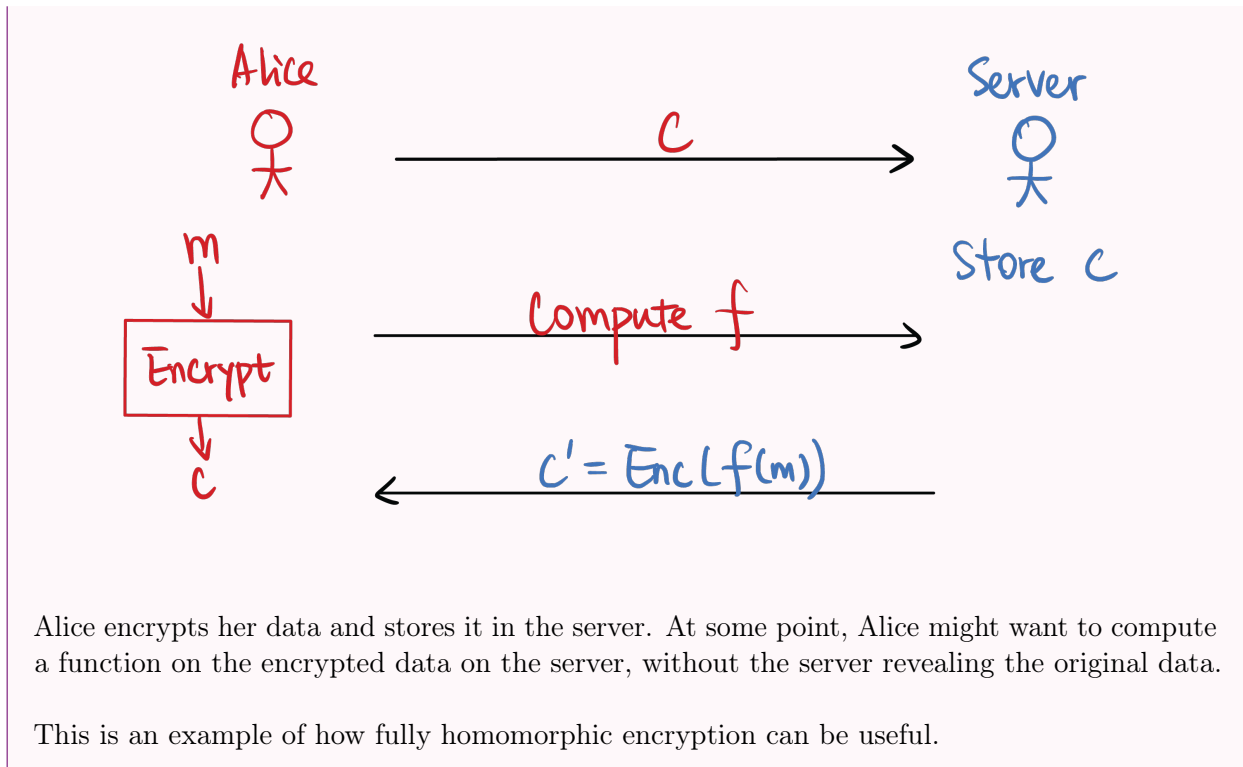 Alice
Server
C
m
Store C
Compute f
Encrypt
C' = Enc(f(m))
C
Alice encrypts her data and stores it in the server. At some point, Alice might want to compute
a function on the encrypted data on the server, without the server revealing the original data.
This is an example of how fully homomorphic encryption can be useful.